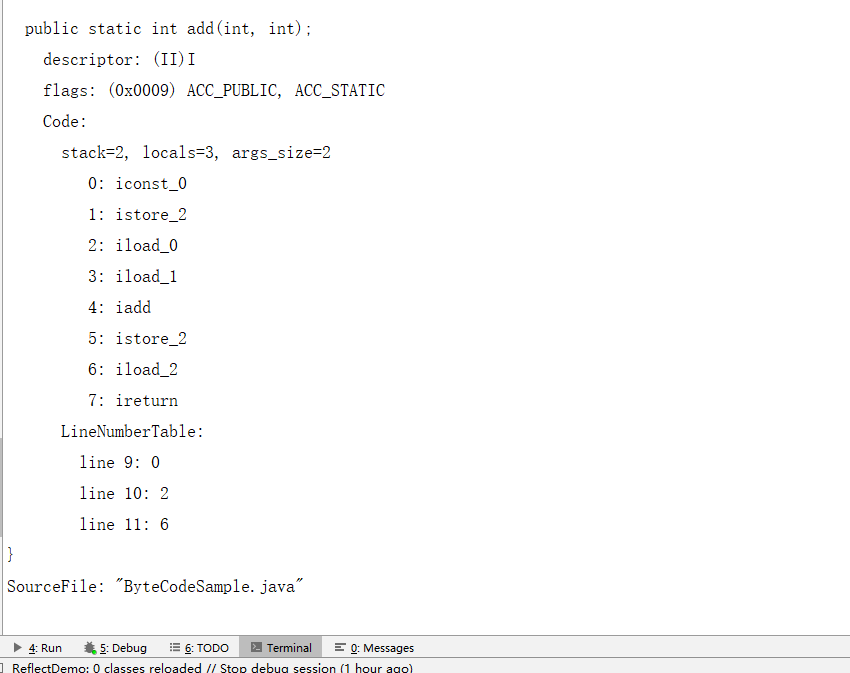 public static int add(int, int);
descriptor: (II)I
flags: (0x0009) ACC_PUBLIC, ACC_STATIC
Code:
stack=2, locals=3, args_size=2
0: iconst_0
1: istore_2
2: iload_0
3: iload_1
4: iadd
5: istore_2
6: iload_2
7: ireturn
LineNumberTable:
line 9: 0
line 10: 2
line 11: 6
}
SourceFile: "ByteCodeSample.java"
4: Run 5: Debug 6: TODO Terminal 0: Messages
ReflectDemo: 0 classes reloaded // Stop debug session (1 hour ago)